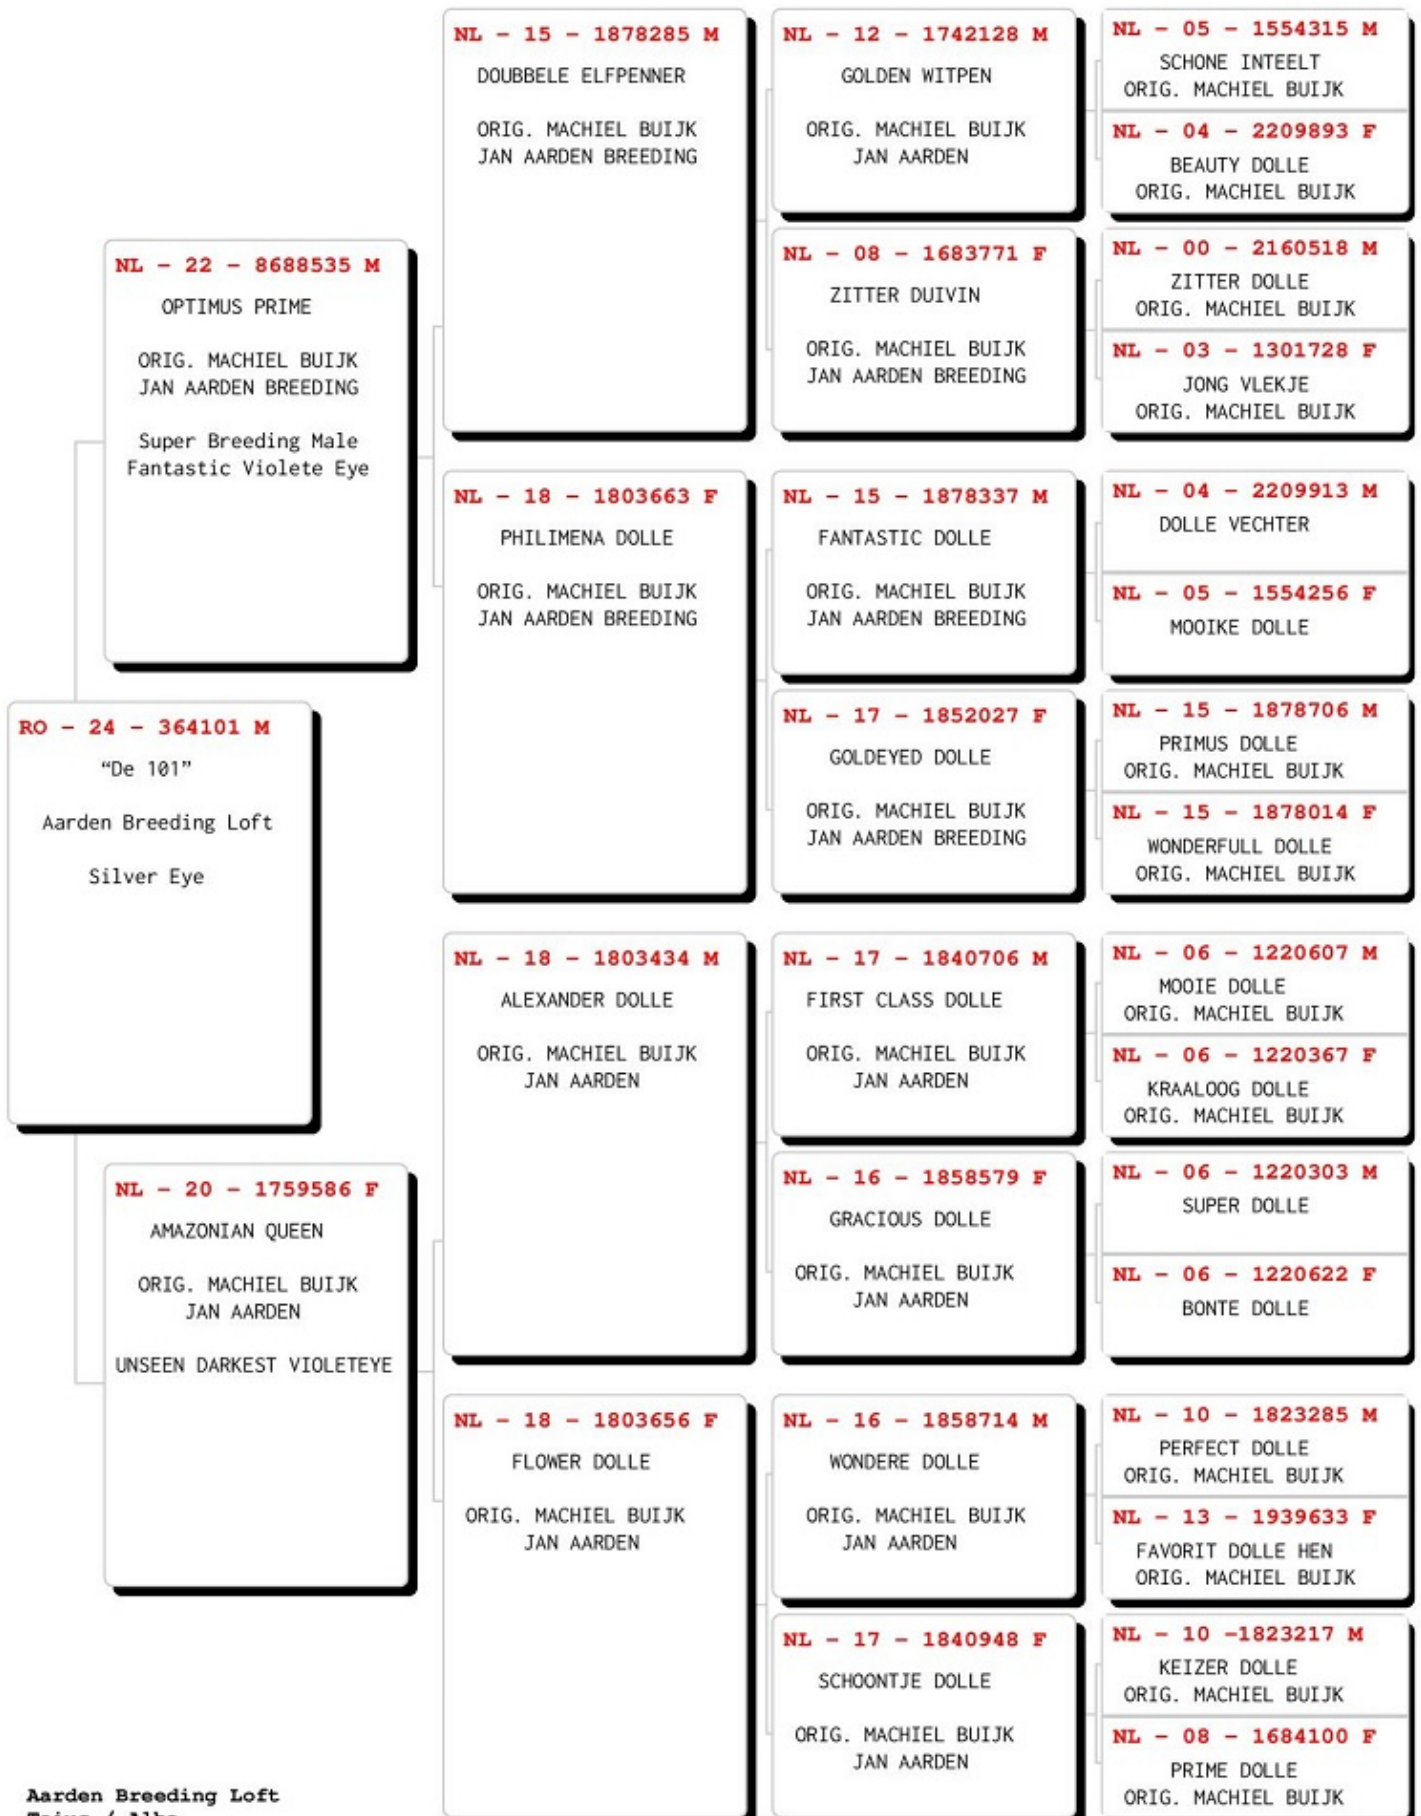 NL - 15 - 1878285 M
DOUBBELE ELFPENNER
ORIG. MACHIEL BUIJK
JAN AARDEN BREEDING
NL - 12 - 1742128 M
GOLDEN WITPEN
ORIG. MACHIEL BUIJK
JAN AARDEN
NL - 05 - 1554315 M
SCHONE INTEELT
ORIG. MACHIEL BUIJK
NL - 04 - 2209893 F
BEAUTY DOLLE
ORIG. MACHIEL BUIJK
NL - 22 - 8688535 M
OPTIMUS PRIME
ORIG. MACHIEL BUIJK
JAN AARDEN BREEDING
Super Breeding Male
Fantastic Violete Eye
NL - 08 - 1683771 F
ZITTER DUIVIN
ORIG. MACHIEL BUIJK
JAN AARDEN BREEDING
NL - 00 - 2160518 M
ZITTER DOLLE
ORIG. MACHIEL BUIJK
NL - 03 - 1301728 F
JONG VLEKJE
ORIG. MACHIEL BUIJK
NL - 18 - 1803663 F
PHILIMENA DOLLE
ORIG. MACHIEL BUIJK
JAN AARDEN BREEDING
NL - 15 - 1878337 M
FANTASTIC DOLLE
ORIG. MACHIEL BUIJK
JAN AARDEN BREEDING
NL - 04 - 2209913 M
DOLLE VECHTER
NL - 05 - 1554256 F
MOOIKE DOLLE
RO - 24 - 364101 M
“De 101”
Aarden Breeding Loft
Silver Eye
NL - 17 - 1852027 F
GOLDEYED DOLLE
ORIG. MACHIEL BUIJK
JAN AARDEN BREEDING
NL - 15 - 1878706 M
PRIMUS DOLLE
ORIG. MACHIEL BUIJK
NL - 15 - 1878014 F
WONDERFULL DOLLE
ORIG. MACHIEL BUIJK
NL - 18 - 1803434 M
ALEXANDER DOLLE
ORIG. MACHIEL BUIJK
JAN AARDEN
NL - 17 - 1840706 M
FIRST CLASS DOLLE
ORIG. MACHIEL BUIJK
JAN AARDEN
NL - 06 - 1220607 M
MOOIE DOLLE
ORIG. MACHIEL BUIJK
NL - 06 - 1220367 F
KRAALOOG DOLLE
ORIG. MACHIEL BUIJK
NL - 20 - 1759586 F
AMAZONIAN QUEEN
ORIG. MACHIEL BUIJK
JAN AARDEN
UNSEEN DARKEST VIOLETEYE
NL - 16 - 1858579 F
GRACIOUS DOLLE
ORIG. MACHIEL BUIJK
JAN AARDEN
NL - 06 - 1220303 M
SUPER DOLLE
NL - 06 - 1220622 F
BONTE DOLLE
NL - 18 - 1803656 F
FLOWER DOLLE
ORIG. MACHIEL BUIJK
JAN AARDEN
NL - 16 - 1858714 M
WONDERE DOLLE
ORIG. MACHIEL BUIJK
JAN AARDEN
NL - 10 - 1823285 M
PERFECT DOLLE
ORIG. MACHIEL BUIJK
NL - 13 - 1939633 F
FAVORIT DOLLE HEN
ORIG. MACHIEL BUIJK
NL - 17 - 1840948 F
SCHOONTJE DOLLE
ORIG. MACHIEL BUIJK
JAN AARDEN
NL - 10 -1823217 M
KEIZER DOLLE
ORIG. MACHIEL BUIJK
NL - 08 - 1684100 F
PRIME DOLLE
ORIG. MACHIEL BUIJK
Aarden Breeding Loft